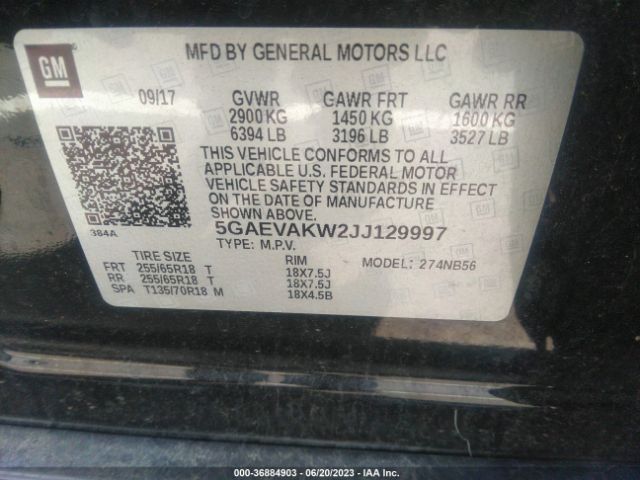 GM
MFD BY GENERAL MOTORS LLC
09/17 GVWR GAWR FRT GAWR RR
2900 KG 1450 KG 1600 KG
6394 LB 3196 LB 3527 LB
THIS VEHICLE CONFORMS TO ALL
APPLICABLE U.S. FEDERAL MOTOR
VEHICLE SAFETY STANDARDS IN EFFECT
ON THE DATE OF MANUFACTURE
SHOWN ABOVE.
384A
5GAEVAKW2JJ129997
TYPE: M.P.V.
TIRE SIZE RIM MODEL: 274NB56
FRT 255/65R18 T 18X7.5J
RR 255/65R18 T 18X7.5J
SPA T135/70R18 M 18X4.5B
000-36884903 - 06/20/2023 - IAA Inc.